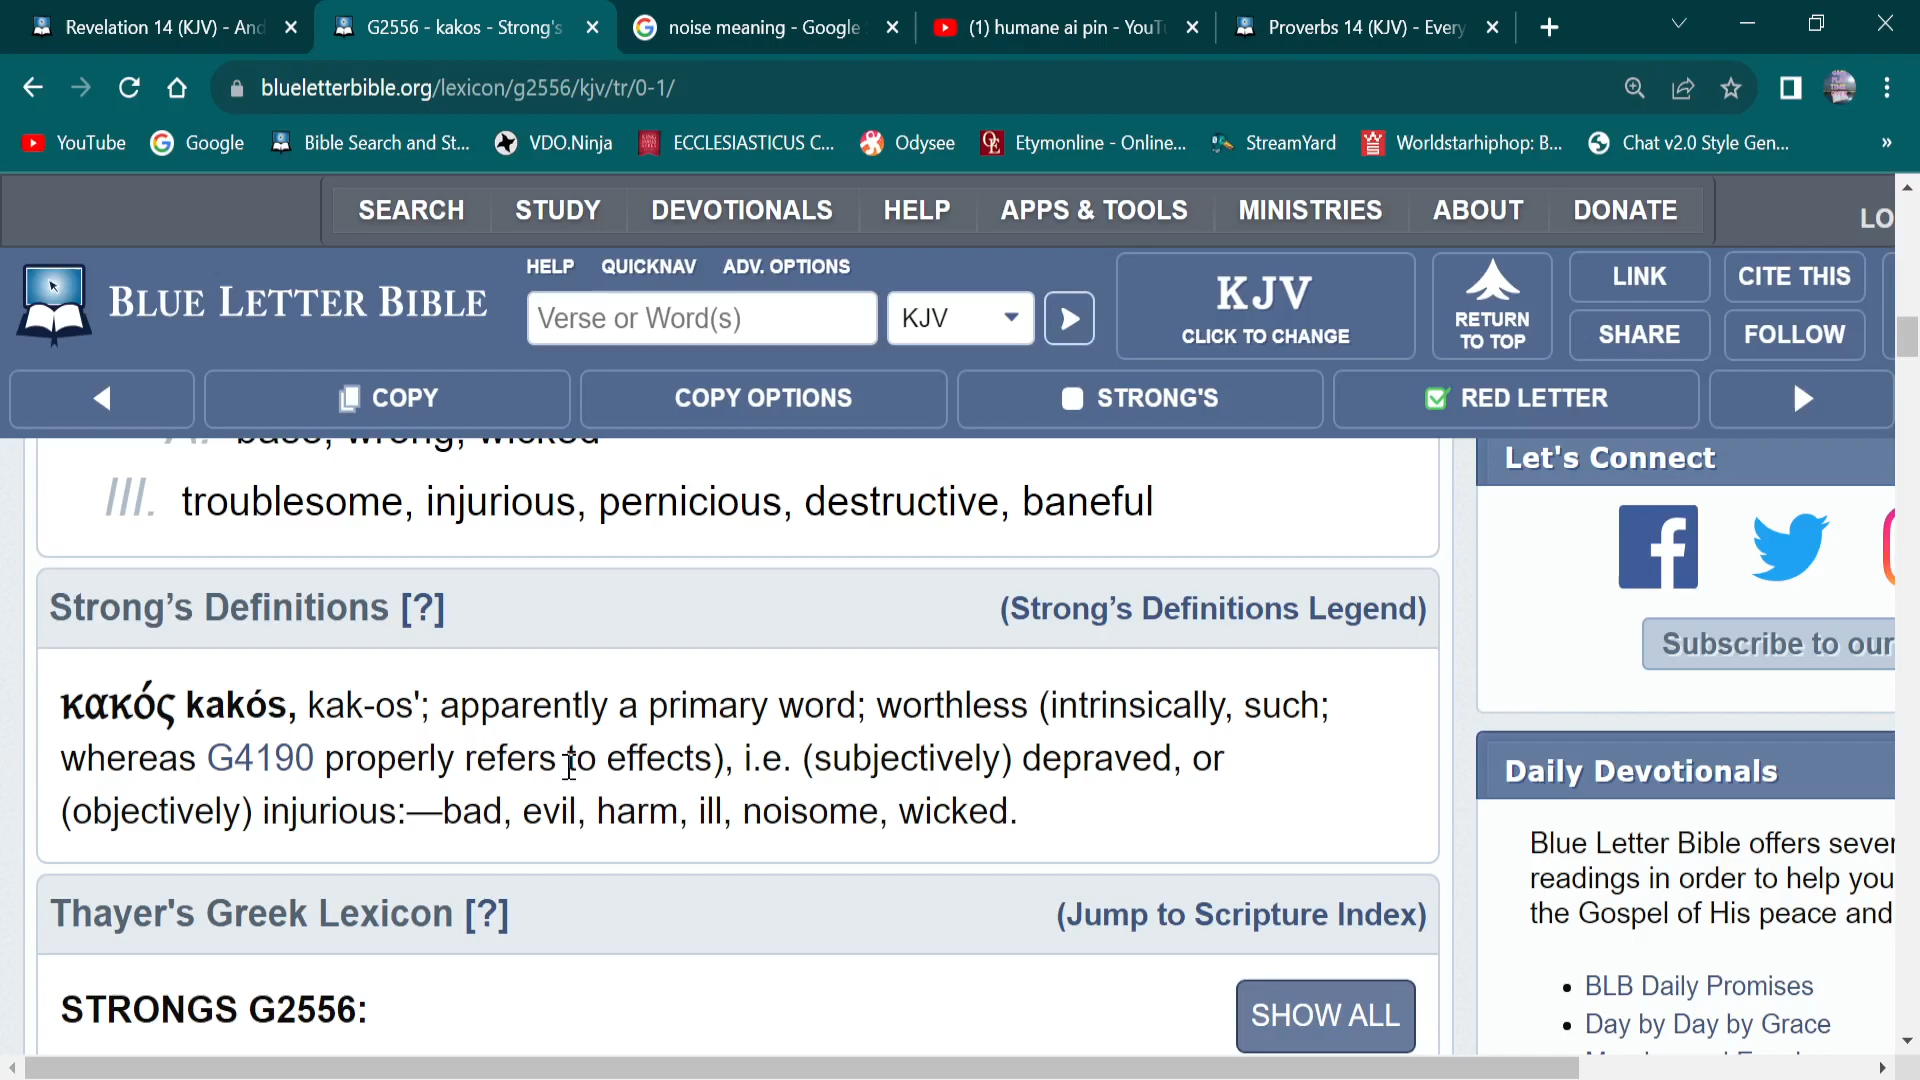 Revelation 14 (KJV) - And
G2556 - kakos - Strong's
noise meaning - Google
(1) humane ai pin - YouT
Proverbs 14 (KJV) - Every
blueletterbible.org/lexicon/g2556/kjv/tr/0-1/
YouTube
Google
Bible Search and St...
VDO.Ninja
ECCLESIASTICUS C...
Odysee
Etymonline - Online...
StreamYard
Worldstarhiphop: B...
Chat v2.0 Style Gen...
»
SEARCH
STUDY
DEVOTIONALS
HELP
APPS & TOOLS
MINISTRIES
ABOUT
DONATE
LO
BLUE LETTER BIBLE
HELP QUICKNAV ADV. OPTIONS
Verse or Word(s)
KJV
KJV
CLICK TO CHANGE
RETURN
TO TOP
LINK
CITE THIS
SHARE
FOLLOW
COPY
COPY OPTIONS
STRONG'S
RED LETTER
base, wrong, wicked
III. troublesome, injurious, pernicious, destructive, baneful
Strong’s Definitions [?]
(Strong’s Definitions Legend)
κακός kakós, kak-os'; apparently a primary word; worthless (intrinsically, such;
whereas G4190 properly refers to effects), i.e. (subjectively) depraved, or
(objectively) injurious:—bad, evil, harm, ill, noisome, wicked.
Thayer's Greek Lexicon [?]
(Jump to Scripture Index)
STRONGS G2556:
SHOW ALL
Let's Connect
Subscribe to our
Daily Devotionals
Blue Letter Bible offers sever
readings in order to help you
the Gospel of His peace and
• BLB Daily Promises
• Day by Day by Grace